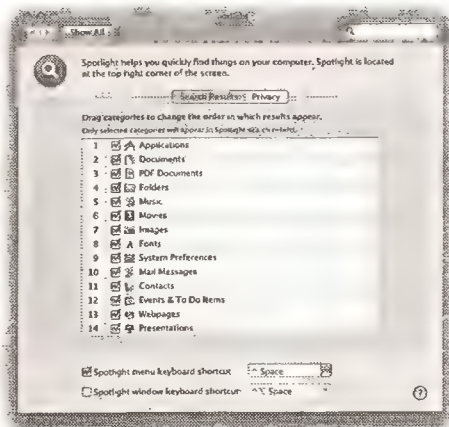 Show All
Spotlight helps you quickly find things on your computer. Spotlight is located
at the top right corner of the screen.
Search Results Privacy
Drag categories to change the order in which results appear.
Only selected categories will appear in Spotlight search results.
1 Applications
2 Documents
3 PDF Documents
4 Folders
5 Music
6 Movies
7 Images
8 Fonts
9 System Preferences
10 Mail Messages
11 Contacts
12 Events & To Do Items
13 Webpages
14 Presentations
Spotlight menu keyboard shortcut ^ Space
Spotlight window keyboard shortcut ^⌥ Space
?